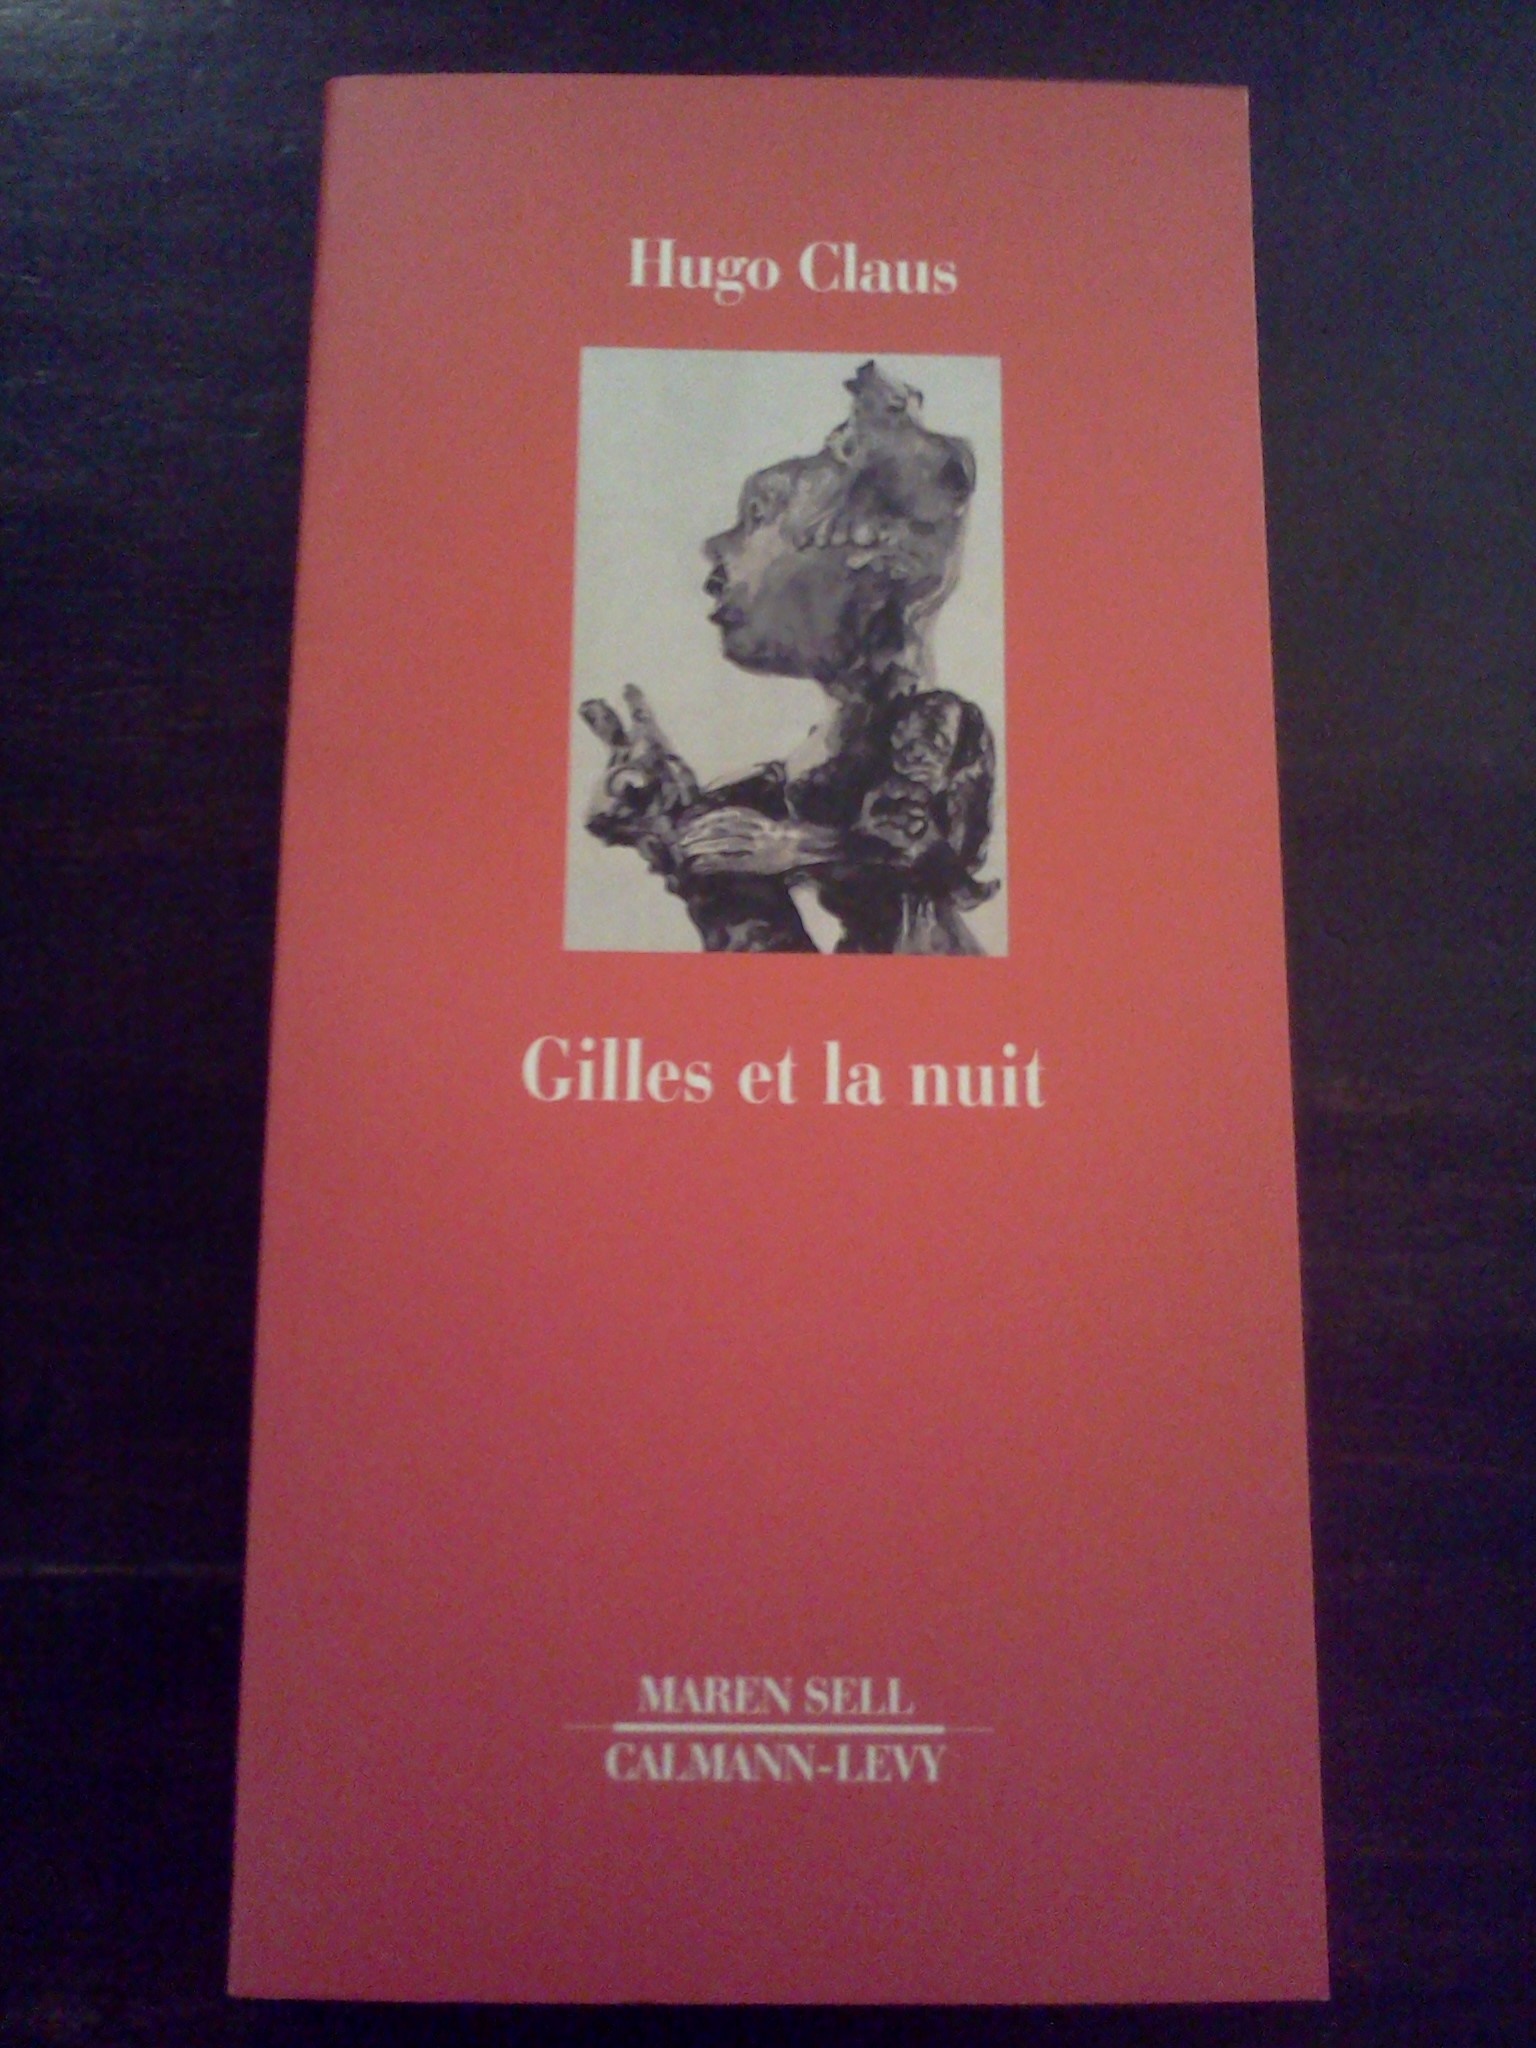 Hugo Claus
Gilles et la nuit
MAREN SELL
CALMANN-LEVY